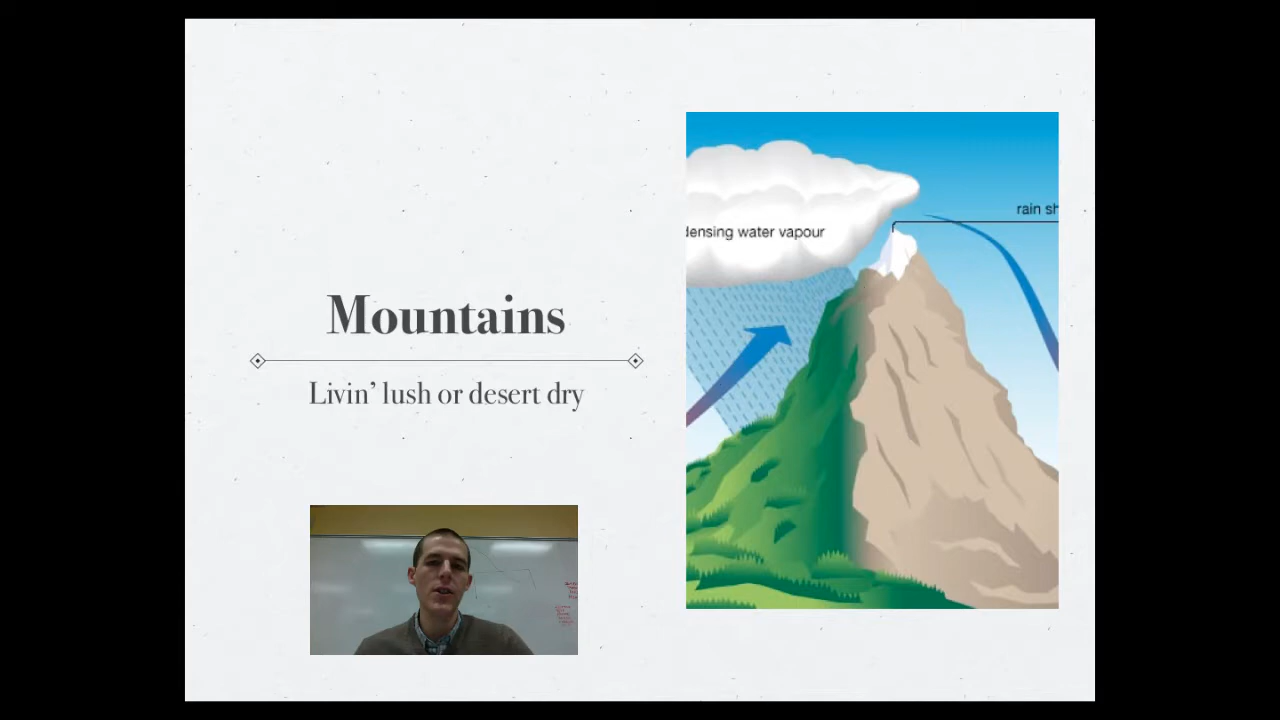 Mountains
Livin’ lush or desert dry
densing water vapour
rain sh